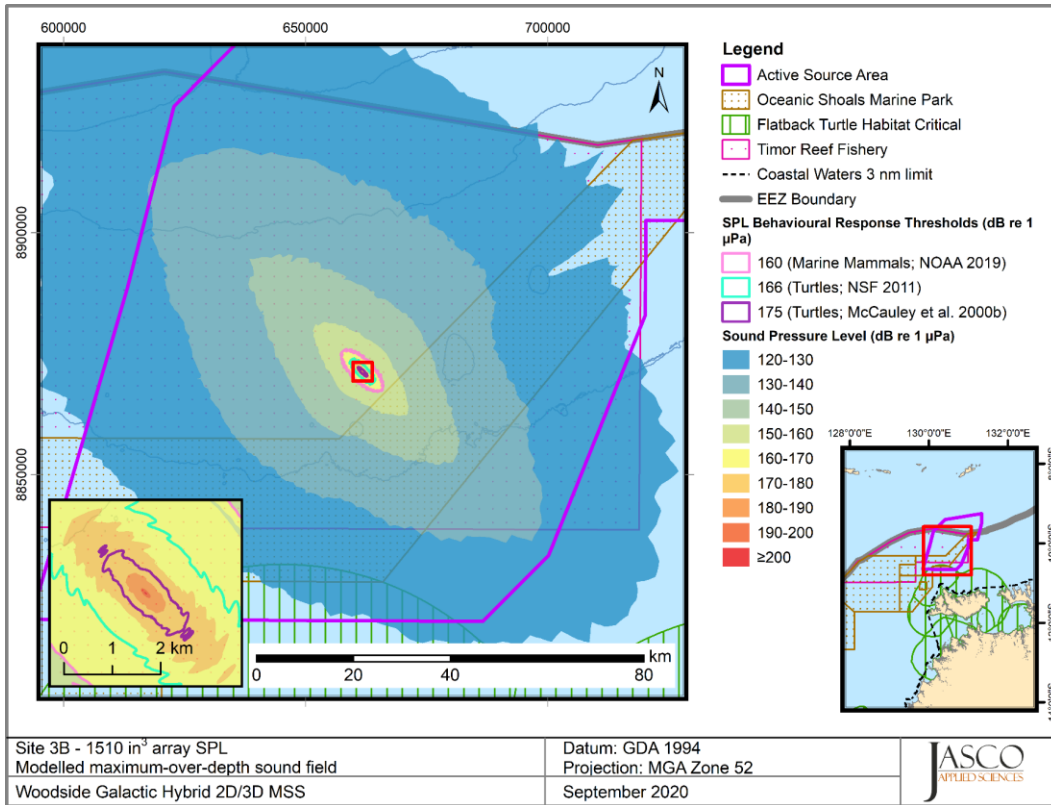 600000
650000
700000
8900000
8850000
N
0 1 2 km
km
0 20 40 80
Legend
Active Source Area
Oceanic Shoals Marine Park
Flatback Turtle Habitat Critical
Timor Reef Fishery
Coastal Waters 3 nm limit
EEZ Boundary
SPL Behavioural Response Thresholds (dB re 1
µPa)
160 (Marine Mammals; NOAA 2019)
166 (Turtles; NSF 2011)
175 (Turtles; McCauley et al. 2000b)
Sound Pressure Level (dB re 1 µPa)
120-130
130-140
140-150
150-160
160-170
170-180
180-190
190-200
≥200
128°0'0"E 130°0'0"E 132°0'0"E
Site 3B - 1510 in³ array SPL
Modelled maximum-over-depth sound field
Woodside Galactic Hybrid 2D/3D MSS
Datum: GDA 1994
Projection: MGA Zone 52
September 2020
JASCO
APPLIED SCIENCES